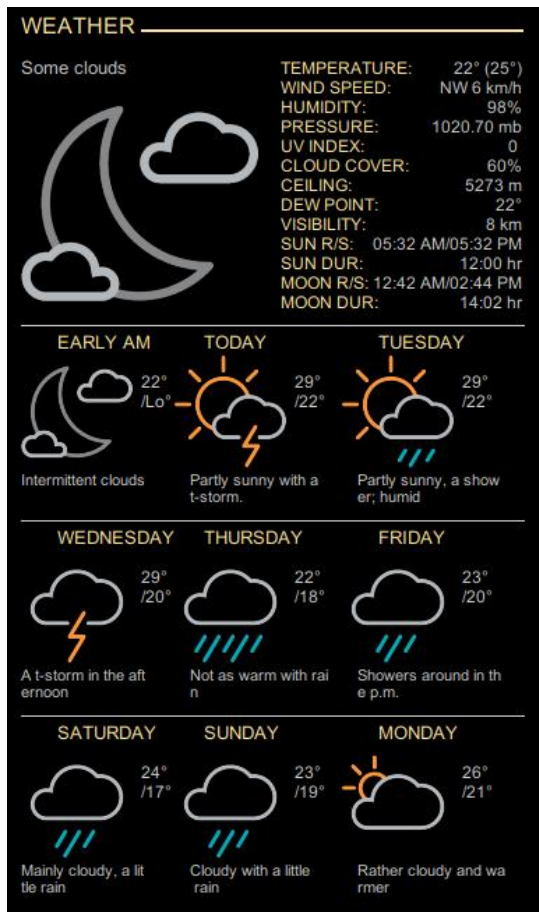 WEATHER
Some clouds
TEMPERATURE: 22° (25°)
WIND SPEED: NW 6 km/h
HUMIDITY: 98%
PRESSURE: 1020.70 mb
UV INDEX: 0
CLOUD COVER: 60%
CEILING: 5273 m
DEW POINT: 22°
VISIBILITY: 8 km
SUN R/S: 05:32 AM/05:32 PM
SUN DUR: 12:00 hr
MOON R/S: 12:42 AM/02:44 PM
MOON DUR: 14:02 hr
EARLY AM
22°
/Lo°
Intermittent clouds
TODAY
29°
/22°
Partly sunny with a
t-storm.
TUESDAY
29°
/22°
Partly sunny, a show
er; humid
WEDNESDAY
29°
/20°
A t-storm in the aft
ernoon
THURSDAY
22°
/18°
Not as warm with rai
n
FRIDAY
23°
/20°
Showers around in th
e p.m.
SATURDAY
24°
/17°
Mainly cloudy, a lit
tle rain
SUNDAY
23°
/19°
Cloudy with a little
rain
MONDAY
26°
/21°
Rather cloudy and wa
rmer